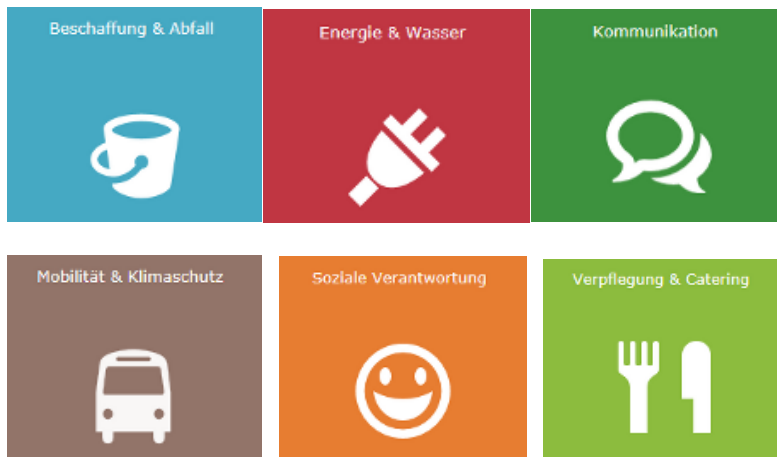 Beschaffung & Abfall
Energie & Wasser
Kommunikation
Mobilität & Klimaschutz
Soziale Verantwortung
Verpflegung & Catering